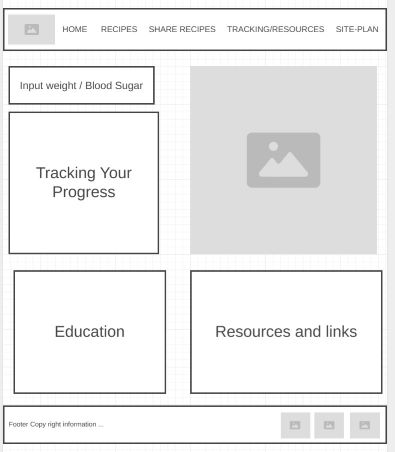 HOME RECIPES SHARE RECIPES TRACKING/RESOURCES SITE-PLAN
Input weight / Blood Sugar
Tracking Your
Progress
Education
Resources and links
Footer Copy right information ...